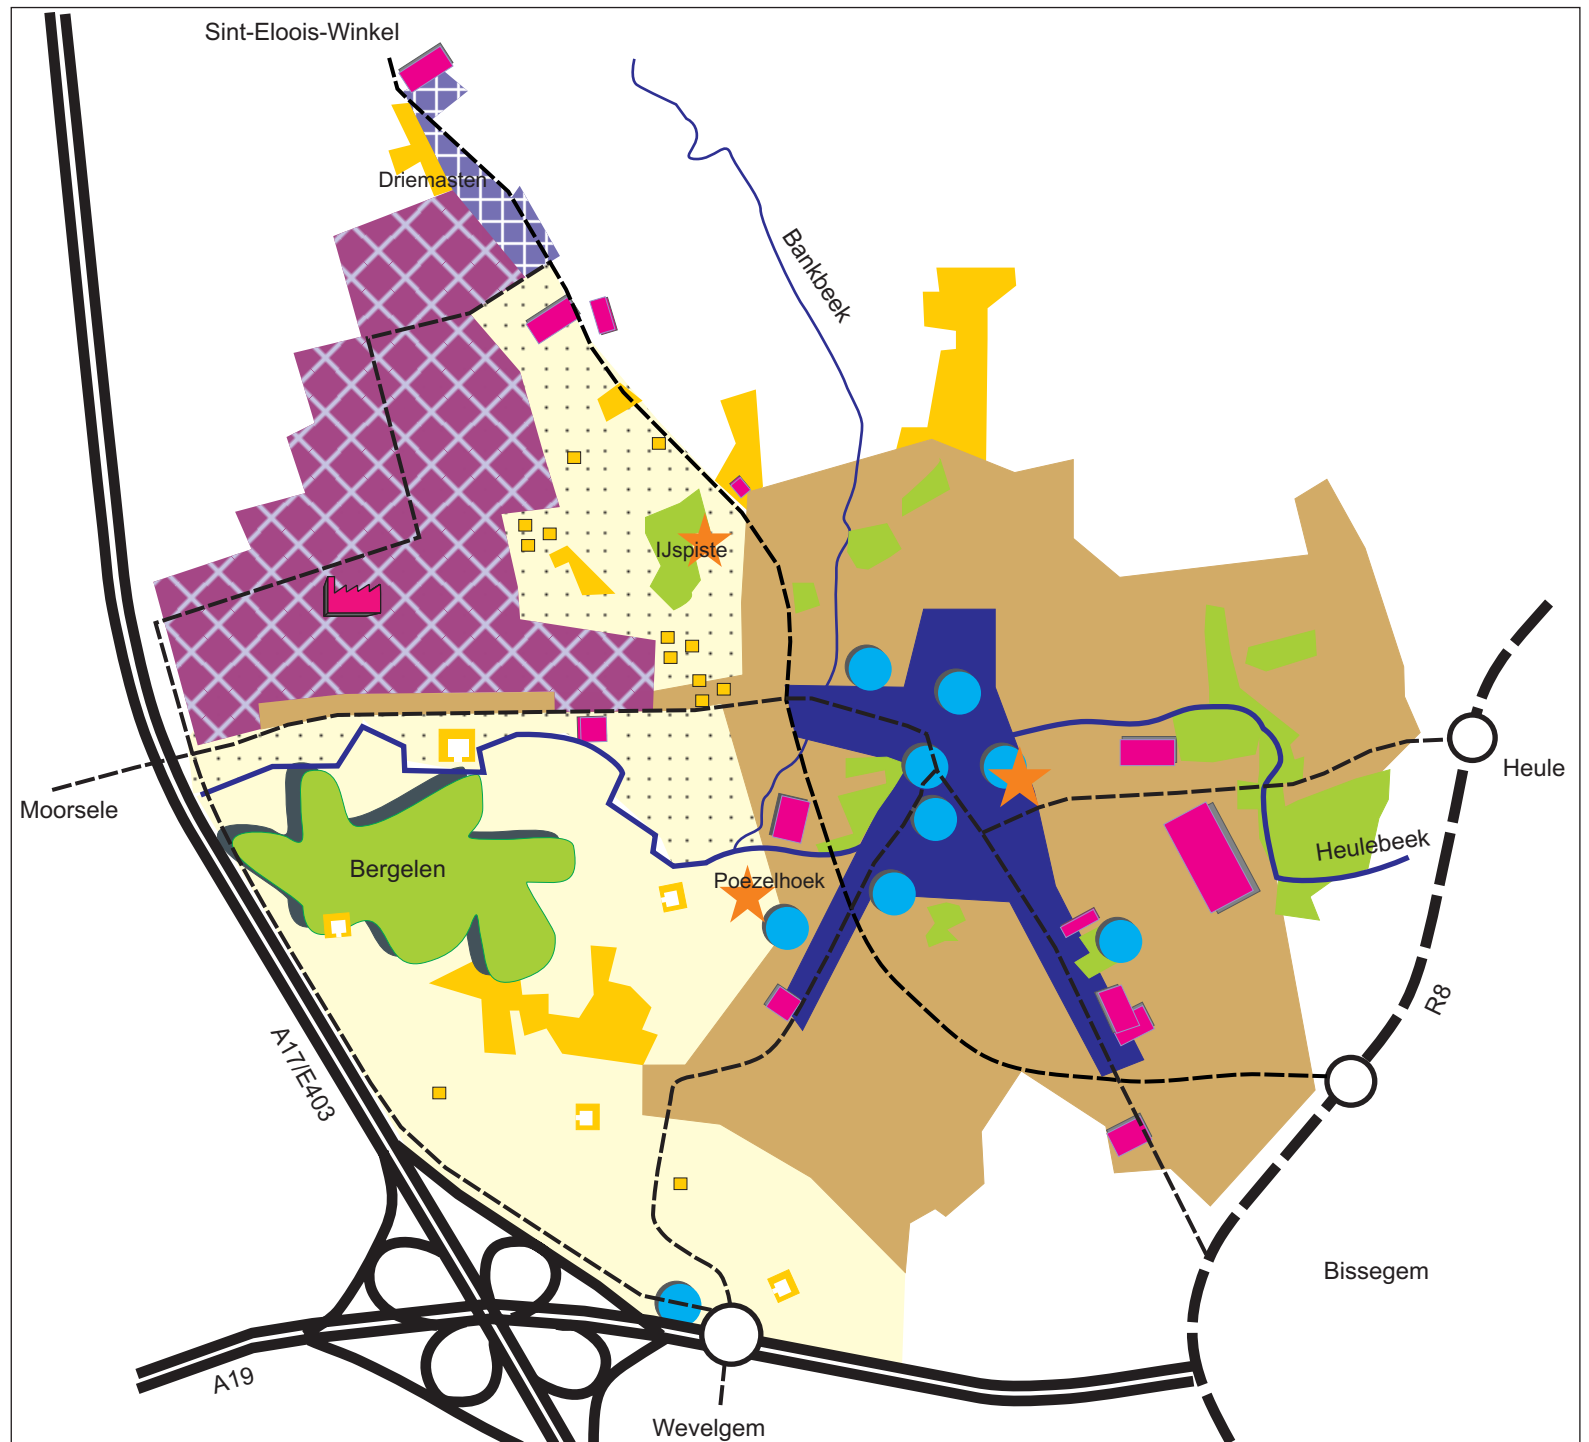 Sint-Eloois-Winkel
Driemasten
Bankbeek
IJspiste
Heule
Moorsele
Heulebeek
Bergelen
Poezelhoek
R8
A17/E403
Bissegem
A19
Wevelgem